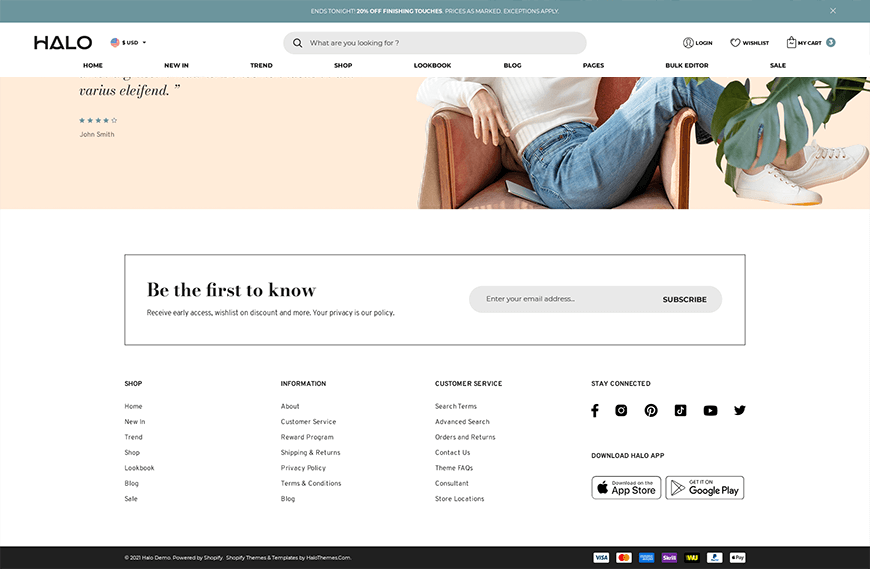 ENDS TONIGHT! 20% OFF FINISHING TOUCHES. PRICES AS MARKED. EXCEPTIONS APPLY.
HALO
$ USD
What are you looking for ?
LOGIN
WISHLIST
MY CART
3
HOME NEW IN TREND SHOP LOOKBOOK BLOG PAGES BULK EDITOR SALE
varius eleifend. ”
John Smith
Be the first to know
Receive early access, wishlist on discount and more. Your privacy is our policy.
Enter your email address...
SUBSCRIBE
SHOP
Home
New In
Trend
Shop
Lookbook
Blog
Sale
INFORMATION
About
Customer Service
Reward Program
Shipping & Returns
Privacy Policy
Terms & Conditions
Blog
CUSTOMER SERVICE
Search Terms
Advanced Search
Orders and Returns
Contact Us
Theme FAQs
Consultant
Store Locations
STAY CONNECTED
DOWNLOAD HALO APP
Download on the
App Store
GET IT ON
Google Play
© 2021 Halo Demo. Powered by Shopify. Shopify Themes & Templates by HaloThemes.Com.
VISA
Skrill
WU
PayPal
Pay